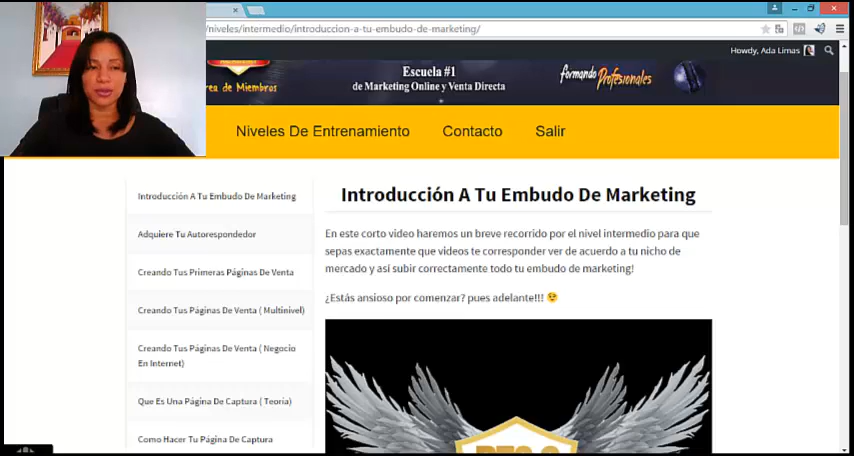 /niveles/intermedio/introduccion-a-tu-embudo-de-marketing/
Howdy, Ada Limas
Escuela #1
de Marketing Online y Venta Directa
formando Profesionales
rea de Miembros
Niveles De Entrenamiento
Contacto
Salir
Introducción A Tu Embudo De Marketing
Adquiere Tu Autorespondedor
Creando Tus Primeras Páginas De Venta
Creando Tus Páginas De Venta ( Multinivel)
Creando Tus Páginas De Venta ( Negocio
En Internet)
Que Es Una Página De Captura ( Teoria)
Como Hacer Tu Página De Captura
Introducción A Tu Embudo De Marketing
En este corto video haremos un breve recorrido por el nivel intermedio para que
sepas exactamente que videos te corresponder ver de acuerdo a tu nicho de
mercado y así subir correctamente todo tu embudo de marketing!
¿Estás ansioso por comenzar? pues adelante!!! 😉